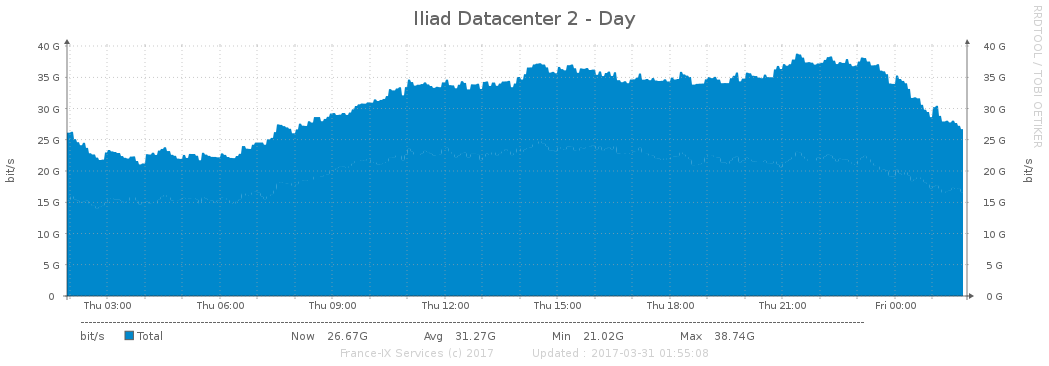 Iliad Datacenter 2 - Day
RRDTOOL / TOBI OETIKER
40 G 40 G
35 G 35 G
30 G 30 G
25 G 25 G
20 G 20 G
15 G 15 G
10 G 10 G
5 G 5 G
0 0 G
bit/s bit/s
Thu 03:00 Thu 06:00 Thu 09:00 Thu 12:00 Thu 15:00 Thu 18:00 Thu 21:00 Fri 00:00
bit/s Total Now 26.67G Avg 31.27G Min 21.02G Max 38.74G
France-IX Services (c) 2017 Updated : 2017-03-31 01:55:08